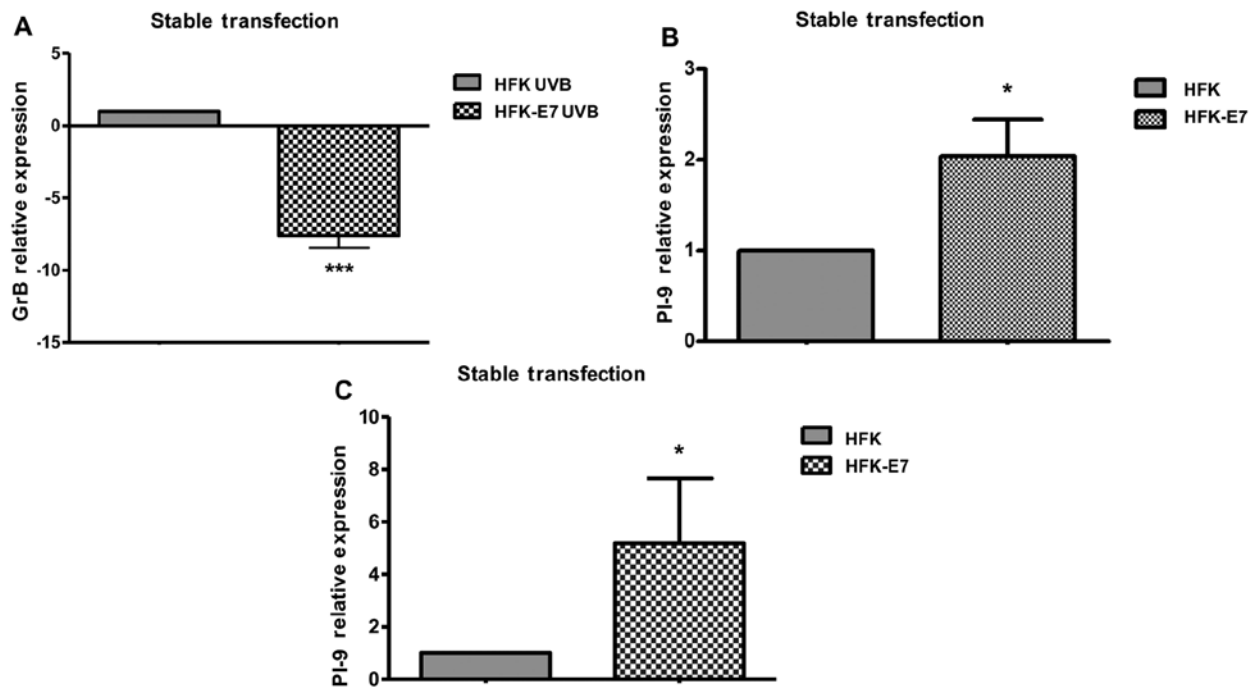 A
Stable transfection
GrB relative expression
5
0
-5
-10
-15
***
HFK UVB
HFK-E7 UVB
B
Stable transfection
PI-9 relative expression
3
2
1
0
*
HFK
HFK-E7
C
Stable transfection
PI-9 relative expression
10
8
6
4
2
0
*
HFK
HFK-E7